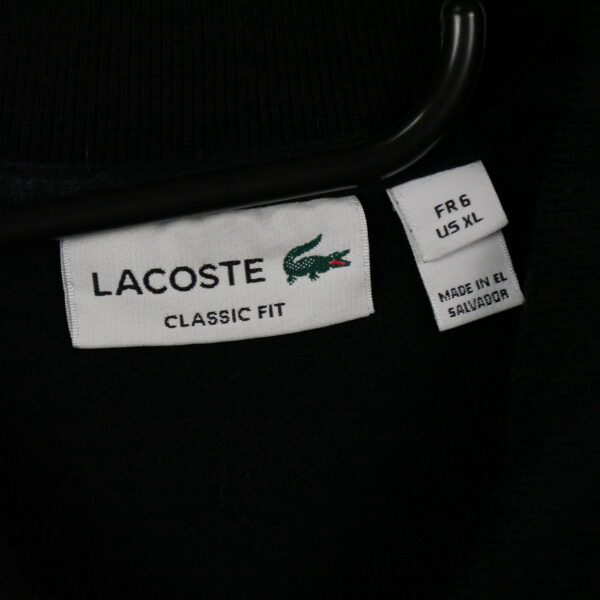 LACOSTE
CLASSIC FIT
FR 6
US XL
MADE IN EL
SALVADOR